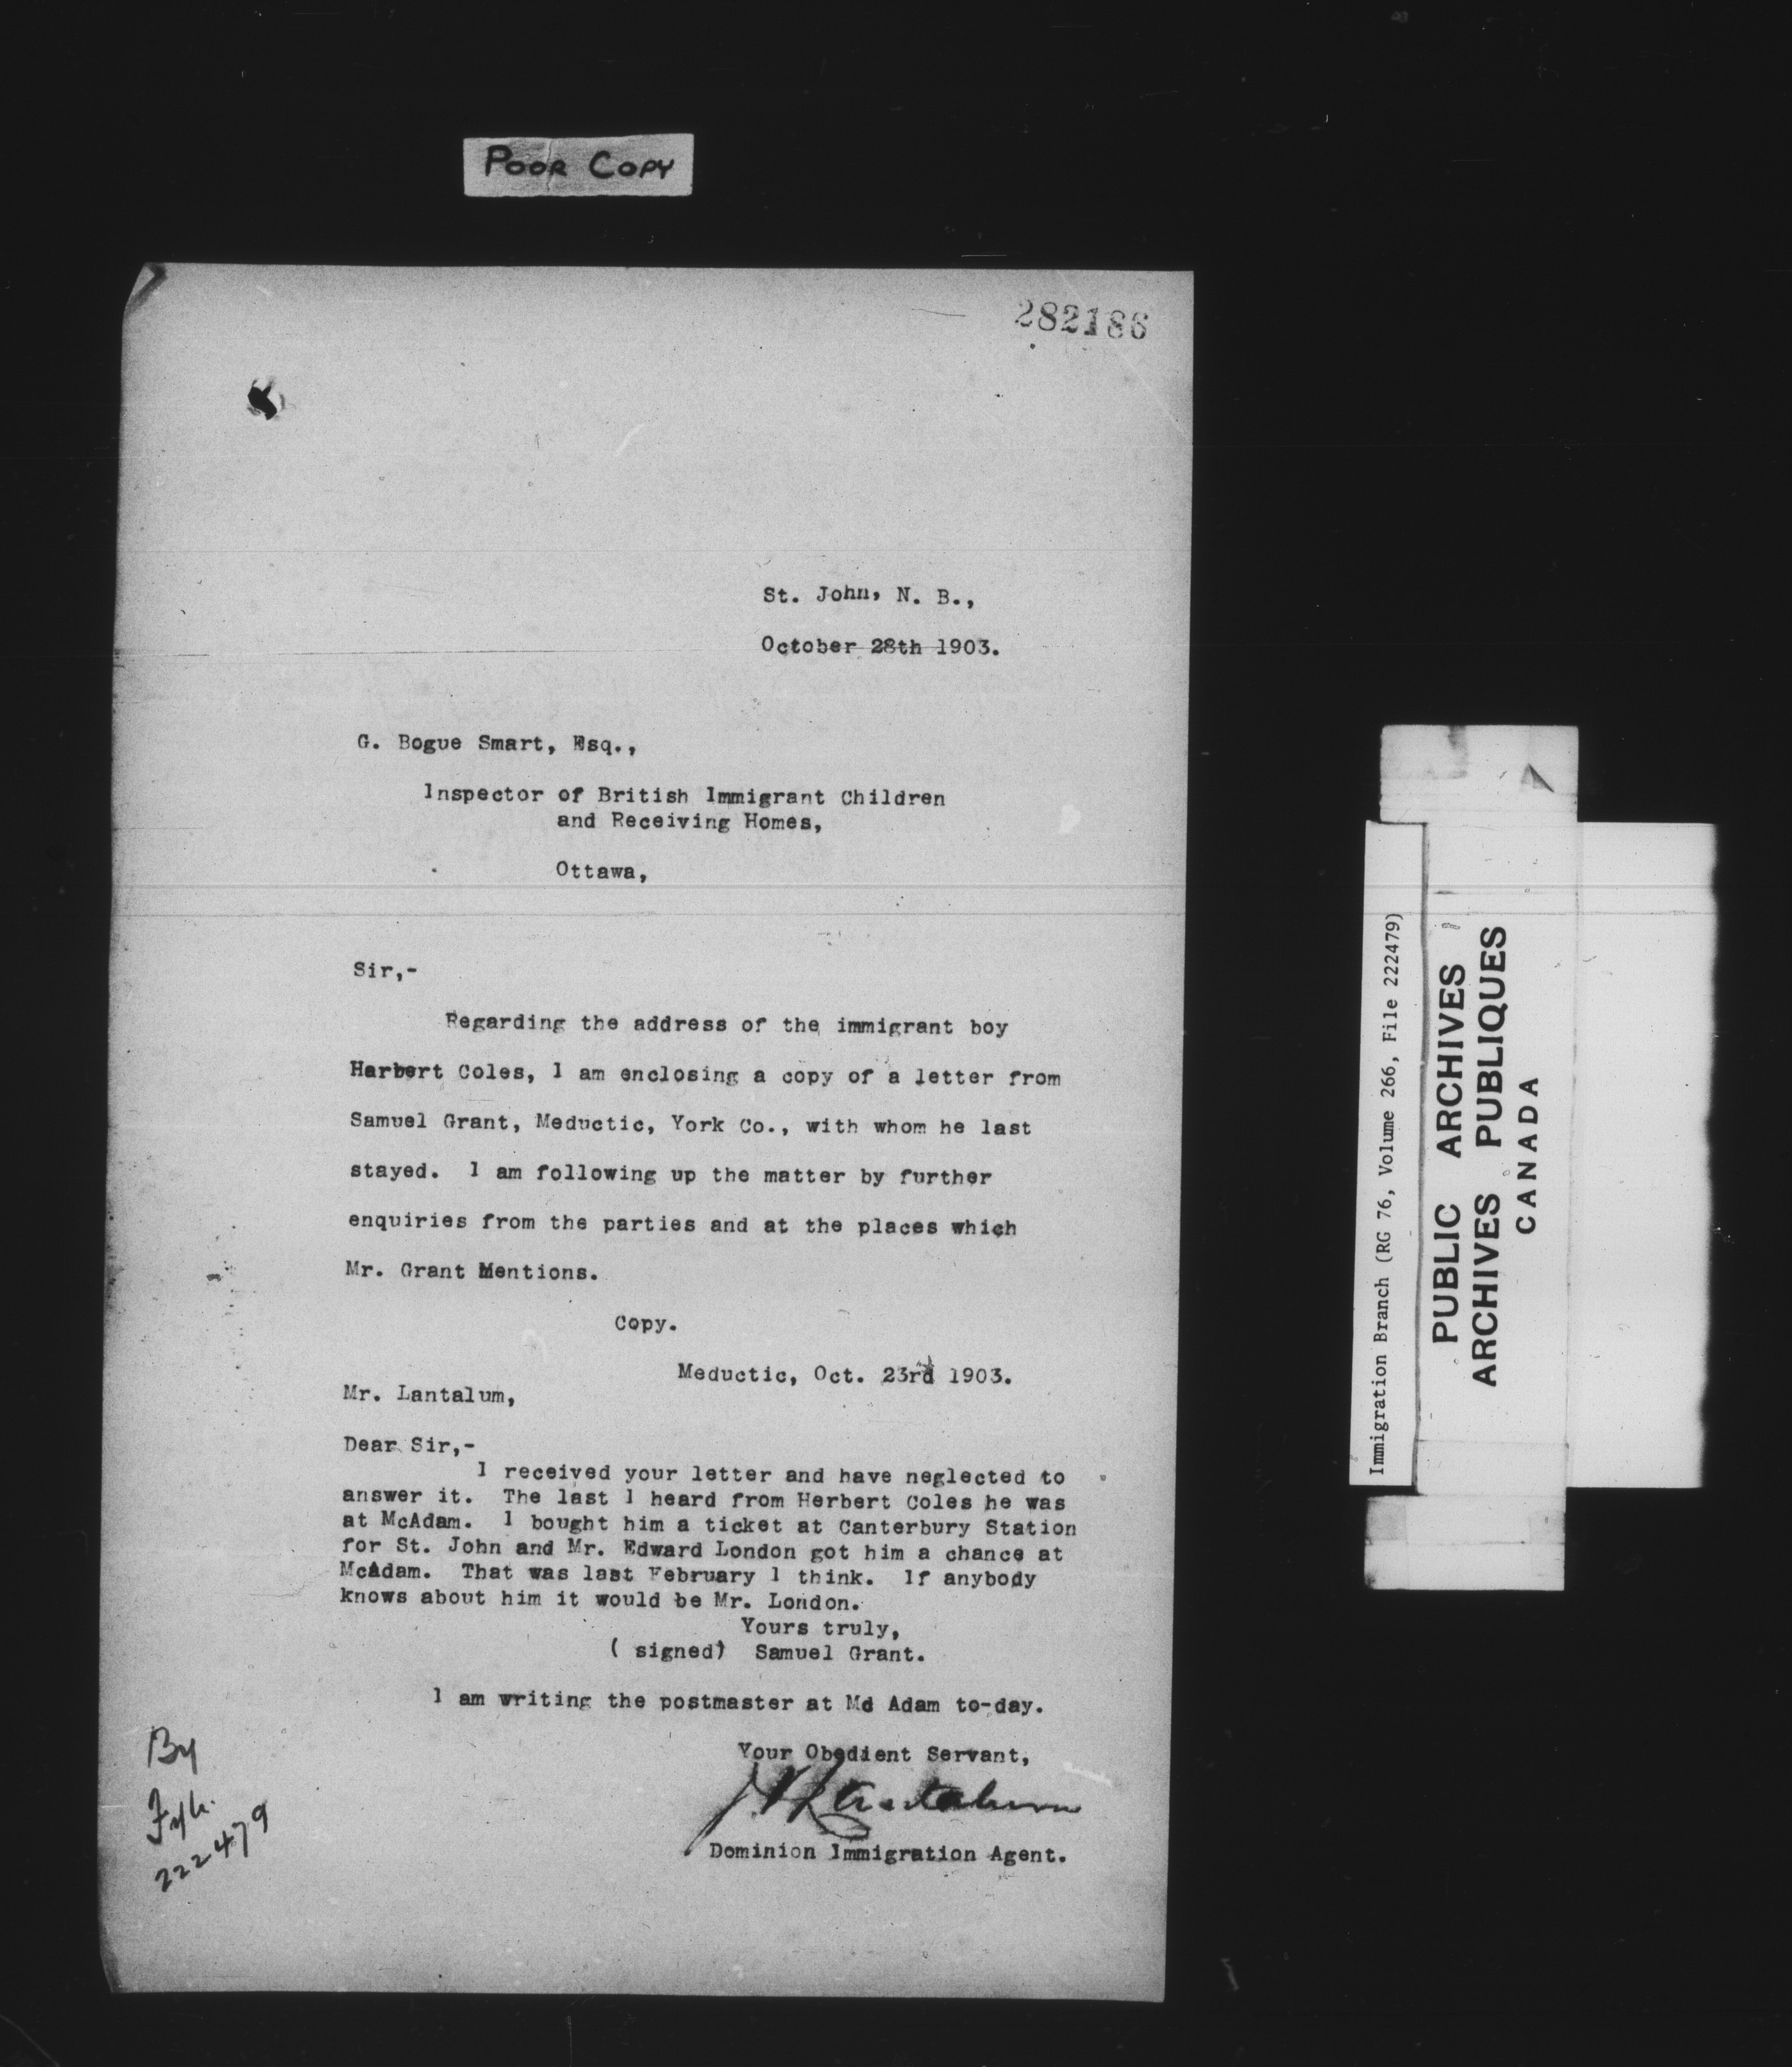 POOR COPY
282186
St. John, N. B.,
October 28th 1903.
G. Bogue Smart, Esq.,
Inspector of British Immigrant Children
and Receiving Homes,
Ottawa,
Sir,-
Regarding the address of the immigrant boy
Herbert Coles, I am enclosing a copy of a letter from
Samuel Grant, Meductic, York Co., with whom he last
stayed. I am following up the matter by further
enquiries from the parties and at the places which
Mr. Grant Mentions.
Copy.
Meductic, Oct. 23rd 1903.
Mr. Lantalum,
Dear Sir,-
I received your letter and have neglected to
answer it. The last I heard from Herbert Coles he was
at McAdam. I bought him a ticket at Canterbury Station
for St. John and Mr. Edward London got him a chance at
McAdam. That was last February I think. If anybody
knows about him it would be Mr. London.
Yours truly,
( signed) Samuel Grant.
I am writing the postmaster at Md Adam to-day.
Your Obedient Servant,
Lantalum
Dominion Immigration Agent.
By
222479
Immigration Branch (RG 76, Volume 266, File 222479)
PUBLIC ARCHIVES
ARCHIVES PUBLIQUES
CANADA